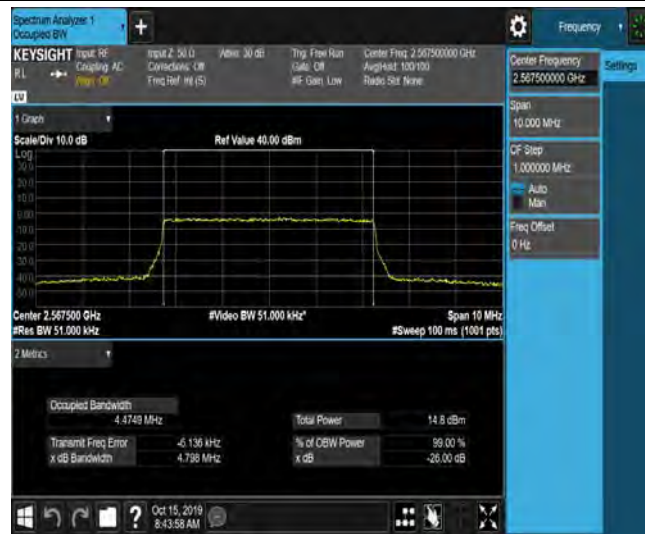 Spectrum Analyzer 1
Occupied BW
Frequency
KEYSIGHT Input: RF
RL
Coupling: AC
Align: Off
Input Z: 50 Ω
Corrections: Off
Freq Ref: Int (S)
Atten: 30 dB
Trig: Free Run
Gate: Off
#IF Gain: Low
Center Freq: 2.567500000 GHz
Avg|Hold: 100/100
Radio Std: None
LV
1 Graph
Scale/Div 10.0 dB
Ref Value 40.00 dBm
Log
30.0
20.0
10.0
0.00
-10.0
-20.0
-30.0
-40.0
-50.0
Center 2.567500 GHz
#Video BW 51.000 kHz*
Span 10 MHz
#Res BW 51.000 kHz
#Sweep 100 ms (1001 pts)
2 Metrics
Occupied Bandwidth
4.4749 MHz
Total Power
14.8 dBm
Transmit Freq Error
-6.136 kHz
% of OBW Power
99.00 %
x dB Bandwidth
4.798 MHz
x dB
-26.00 dB
?
Oct 15, 2019
8:43:58 AM
Center Frequency
2.567500000 GHz
Settings
Span
10.000 MHz
CF Step
1.000000 MHz
Auto
Man
Freq Offset
0 Hz